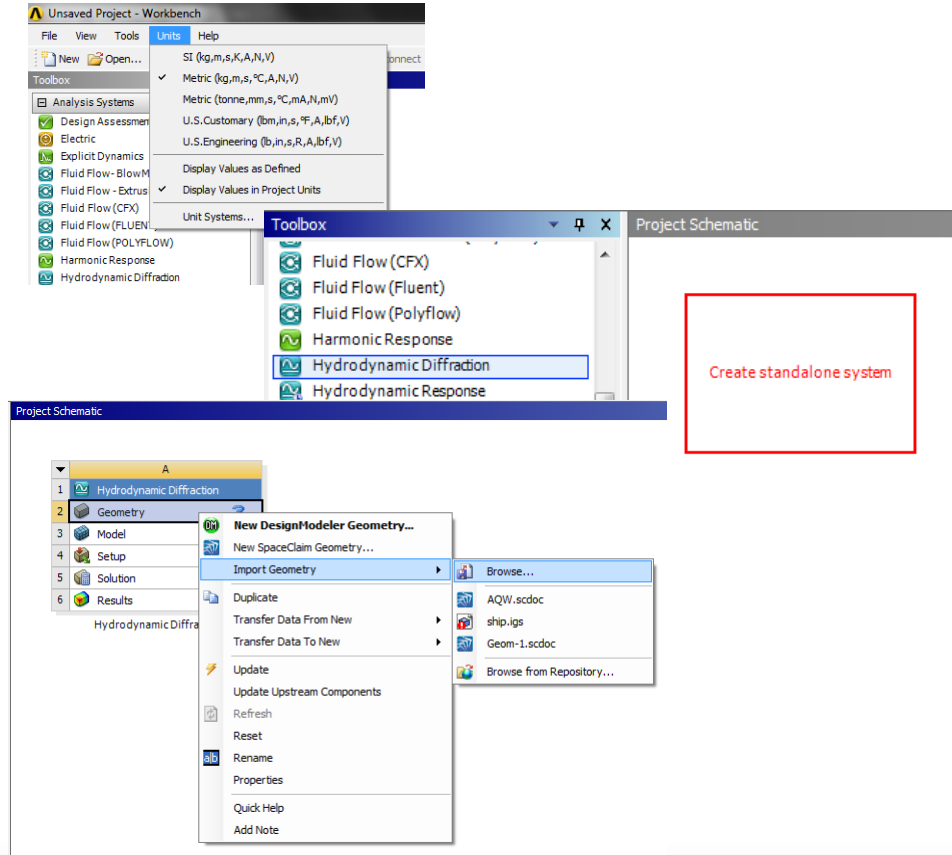 Unsaved Project - Workbench
File View Tools Units Help
New Open...
onnect
Toolbox
Analysis Systems
Design Assessmen
Electric
Explicit Dynamics
Fluid Flow- BlowM
Fluid Flow - Extrus
Fluid Flow (CFX)
Fluid Flow (FLUENT
Fluid Flow (POLYFLOW)
Harmonic Response
Hydrodynamic Diffraction
SI (kg,m,s,K,A,N,V)
Metric (kg,m,s,ºC,A,N,V)
Metric (tonne,mm,s,ºC,mA,N,mV)
U.S.Customary (lbm,in,s,ºF,A,lbf,V)
U.S.Engineering (lb,in,s,R,A,lbf,V)
Display Values as Defined
Display Values in Project Units
Unit Systems...
Toolbox
Fluid Flow (CFX)
Fluid Flow (Fluent)
Fluid Flow (Polyflow)
Harmonic Response
Hydrodynamic Diffraction
Hydrodynamic Response
Project Schematic
Create standalone system
Project Schematic
A
1 Hydrodynamic Diffraction
2 Geometry
3 Model
4 Setup
5 Solution
6 Results
Hydrodynamic Diffra
DM New DesignModeler Geometry...
New SpaceClaim Geometry...
Import Geometry
Duplicate
Transfer Data From New
Transfer Data To New
Update
Update Upstream Components
Refresh
Reset
a|b Rename
Properties
Quick Help
Add Note
Browse...
AQW.scdoc
ship.igs
Geom-1.scdoc
Browse from Repository...